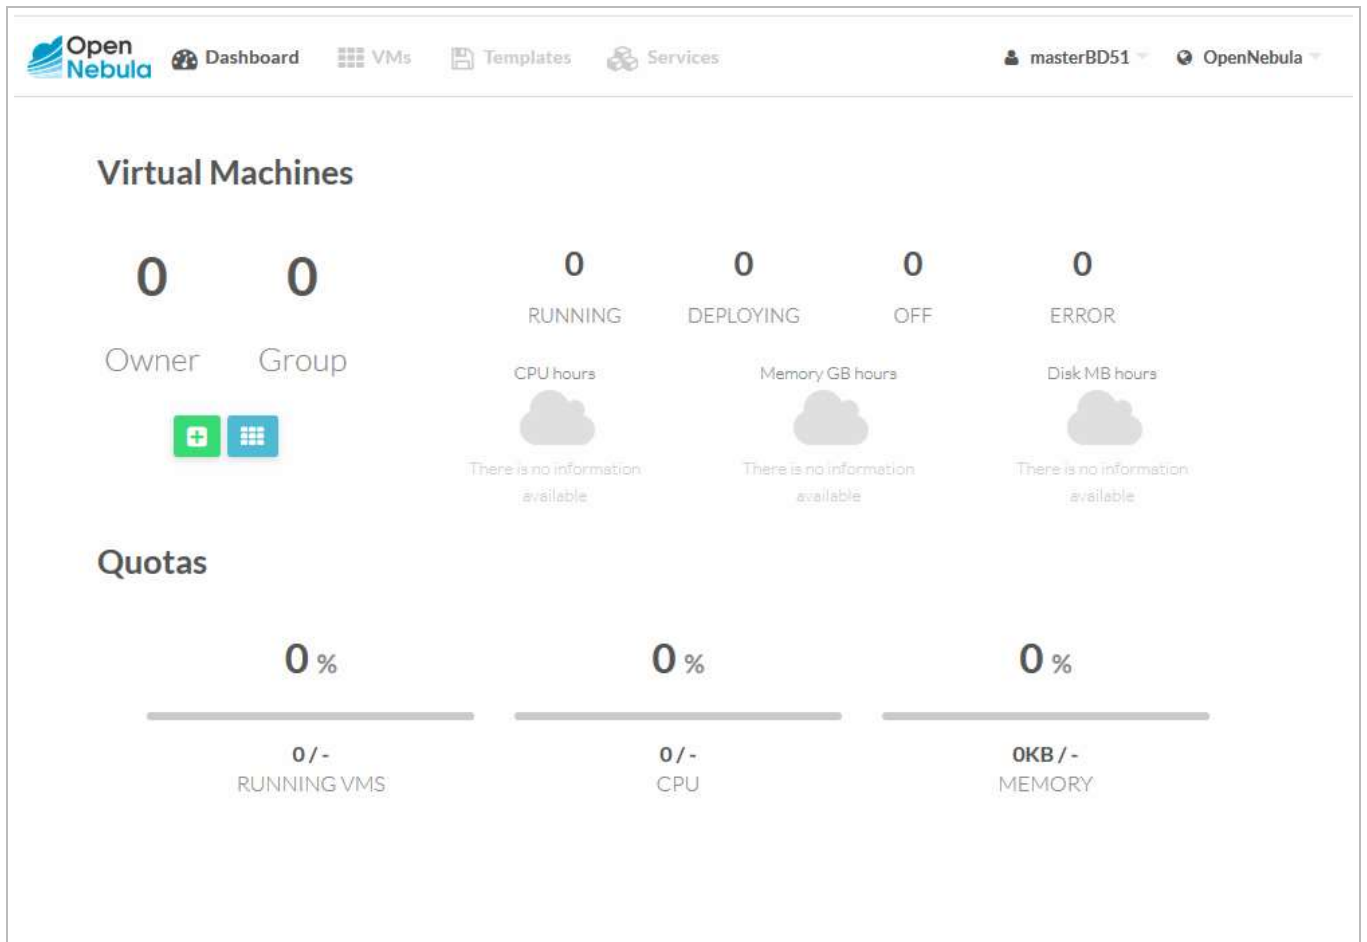 Open
Nebula
Dashboard VMs Templates Services masterBD51 OpenNebula
Virtual Machines
0 0
Owner Group
0 0 0 0
RUNNING DEPLOYING OFF ERROR
CPU hours Memory GB hours Disk MB hours
There is no information There is no information There is no information
available available available
Quotas
0 % 0 % 0 %
0 / - 0 / - 0KB / -
RUNNING VMS CPU MEMORY